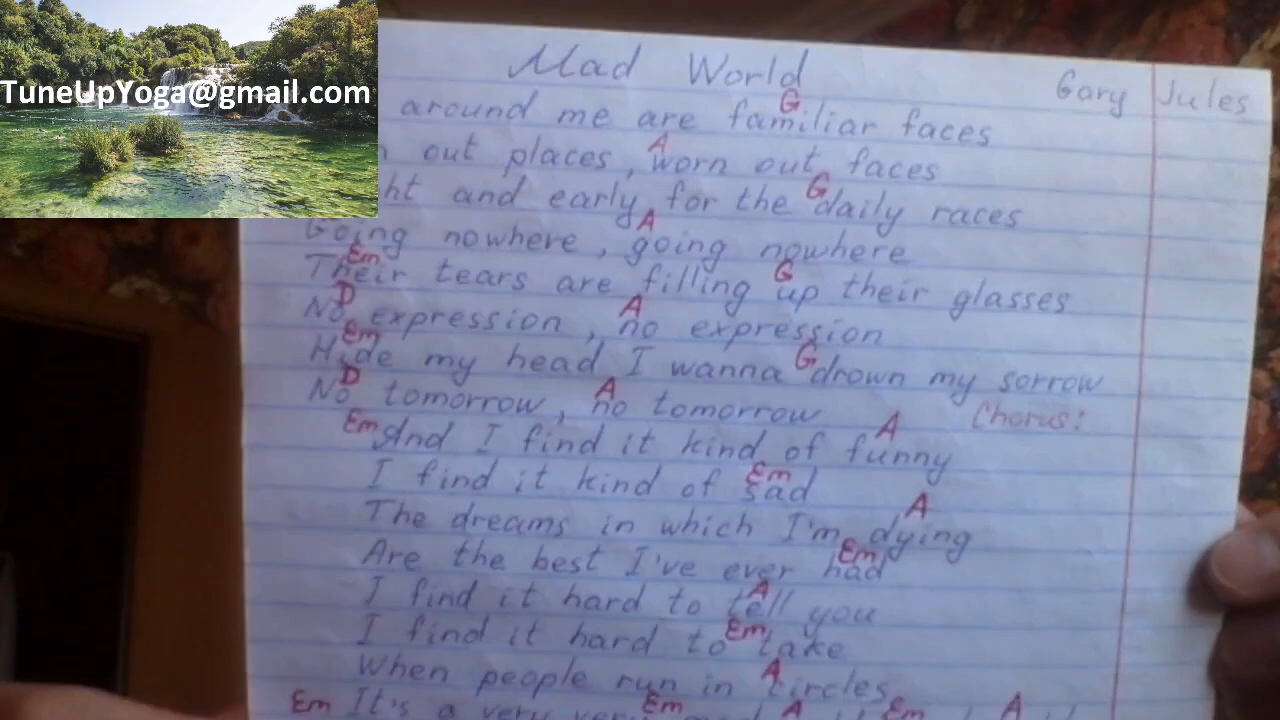 TuneUpYoga@gmail.com
Mad World Gary Jules
G
around me are familiar faces
A
out places, worn out faces
G
and early for the daily races
A
Going nowhere, going nowhere
Em G
Their tears are filling up their glasses
D A
No expression, no expression
Em G
Hide my head I wanna drown my sorrow
D A
No tomorrow, no tomorrow Chorus:
Em A
And I find it kind of funny
Em
I find it kind of sad
A
The dreams in which I'm dying
Em
Are the best I've ever had
A
I find it hard to tell you
Em
I find it hard to take
A
When people run in circles
Em Em A Em A
It's a very very